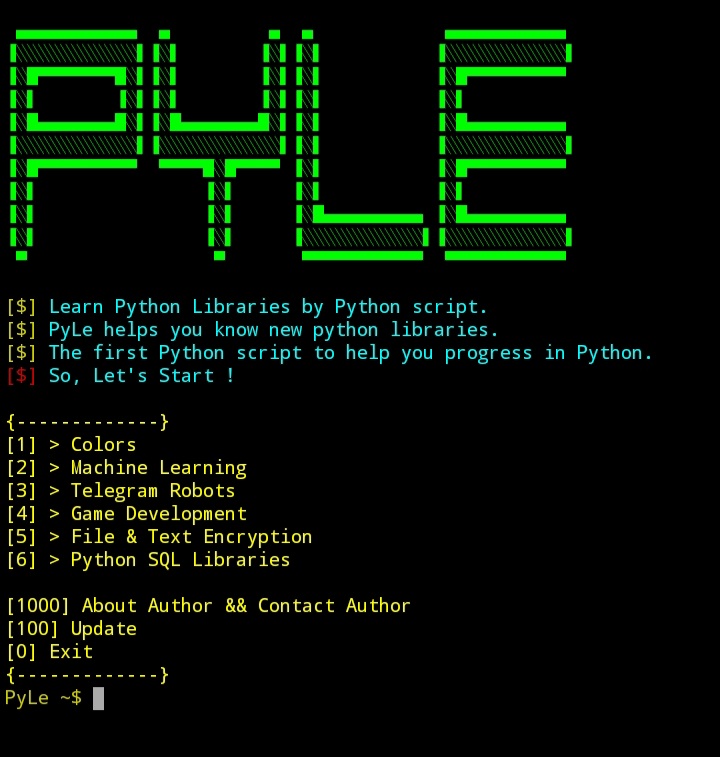 PYLE
[$] Learn Python Libraries by Python script.
[$] PyLe helps you know new python libraries.
[$] The first Python script to help you progress in Python.
[$] So, Let's Start !
{-------------}
[1] > Colors
[2] > Machine Learning
[3] > Telegram Robots
[4] > Game Development
[5] > File & Text Encryption
[6] > Python SQL Libraries
[1000] About Author && Contact Author
[100] Update
[0] Exit
{-------------}
PyLe ~$